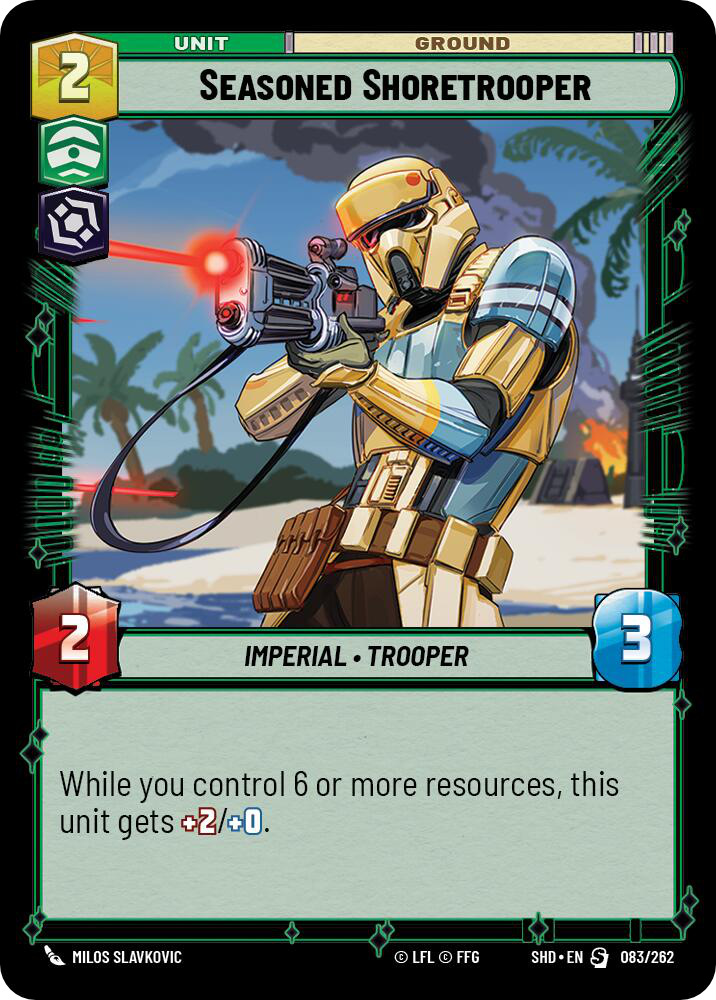 UNIT GROUND
2 SEASONED SHORETROOPER
2 IMPERIAL • TROOPER 3
While you control 6 or more resources, this
unit gets +2/+0.
MILOS SLAVKOVIC © LFL © FFG SHD • EN 083/262